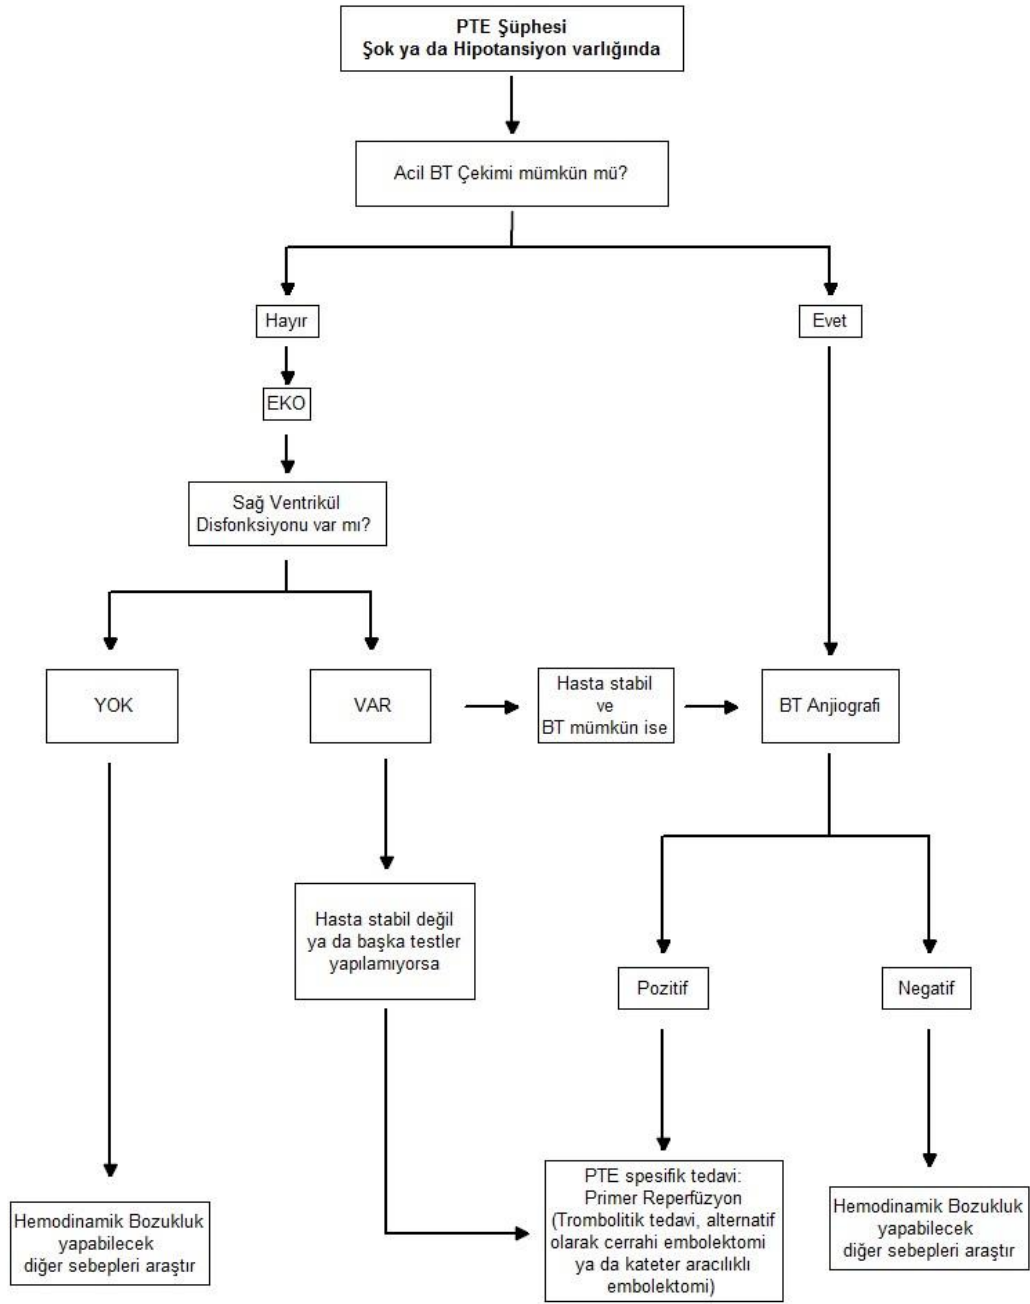 PTE Şüphesi
Şok ya da Hipotansiyon varlığında
Acil BT Çekimi mümkün mü?
Hayır
Evet
EKO
Sağ Ventrikül
Disfonksiyonu var mı?
YOK
VAR
Hasta stabil
ve
BT mümkün ise
BT Anjiografi
Hasta stabil değil
ya da başka testler
yapılamıyorsa
Pozitif
Negatif
Hemodinamik Bozukluk
yapabilecek
diğer sebepleri araştır
PTE spesifik tedavi:
Primer Reperfüzyon
(Trombolitik tedavi, alternatif
olarak cerrahi embolektomi
ya da kateter aracılıklı
embolektomi)
Hemodinamik Bozukluk
yapabilecek
diğer sebepleri araştır